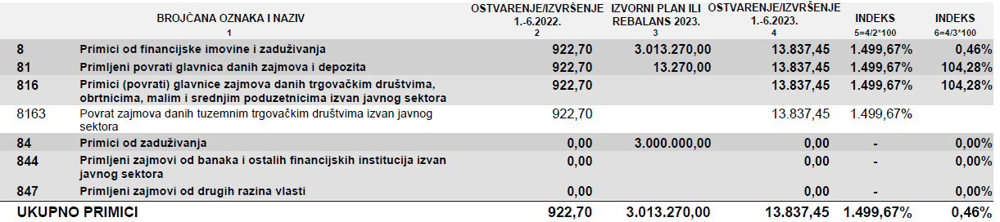 BROJČANA OZNAKA I NAZIV OSTVARENJE/IZVRŠENJE 1.-6.2022. IZVORNI PLAN ILI REBALANS 2023. OSTVARENJE/IZVRŠENJE 1.-6.2023. INDEKS INDEKS
1 2 3 4 5=4/2*100 6=4/3*100
8 Primici od financijske imovine i zaduživanja 922,70 3.013.270,00 13.837,45 1.499,67% 0,46%
81 Primljeni povrati glavnica danih zajmova i depozita 922,70 13.270,00 13.837,45 1.499,67% 104,28%
816 Primici (povrati) glavnice zajmova danih trgovačkim društvima, 922,70 13.837,45 1.499,67% 104,28%
obrtnicima, malim i srednjim poduzetnicima izvan javnog sektora
8163 Povrat zajmova danih tuzemnim trgovačkim društvima izvan javnog 922,70 13.837,45 1.499,67%
sektora
84 Primici od zaduživanja 0,00 3.000.000,00 0,00 - 0,00%
844 Primljeni zajmovi od banaka i ostalih financijskih institucija izvan 0,00 0,00 - 0,00%
javnog sektora
847 Primljeni zajmovi od drugih razina vlasti 0,00 0,00 - 0,00%
UKUPNO PRIMICI 922,70 3.013.270,00 13.837,45 1.499,67% 0,46%